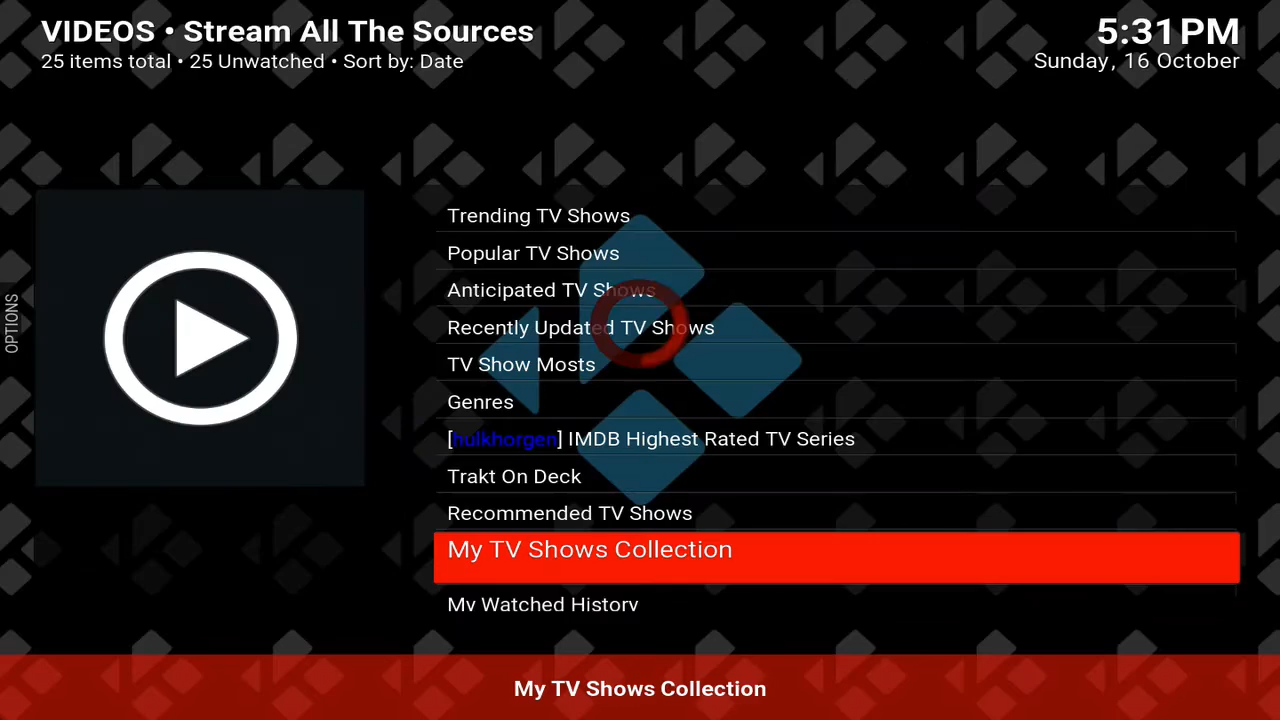 VIDEOS • Stream All The Sources
25 items total • 25 Unwatched • Sort by: Date
5:31 PM
Sunday, 16 October
OPTIONS
Trending TV Shows
Popular TV Shows
Anticipated TV Shows
Recently Updated TV Shows
TV Show Mosts
Genres
[hulkhorgen] IMDB Highest Rated TV Series
Trakt On Deck
Recommended TV Shows
My TV Shows Collection
My Watched History
My TV Shows Collection